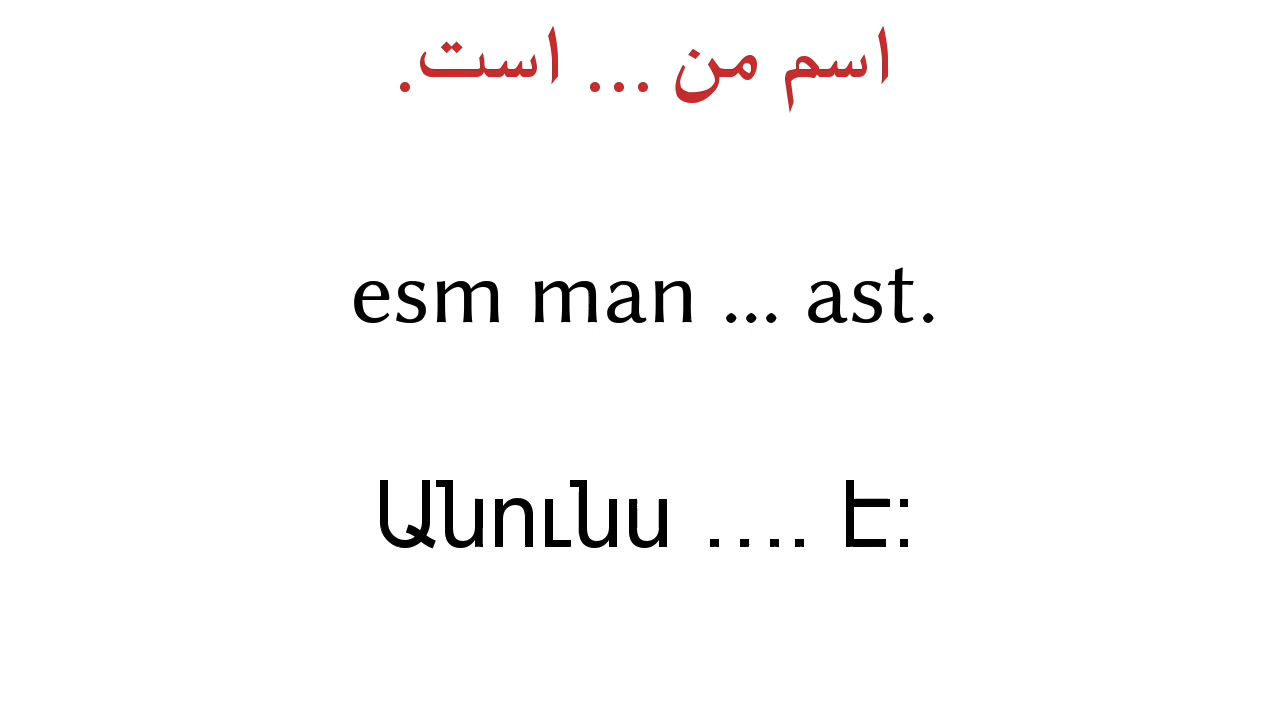 اسم من ... است.
esm man ... ast.
Անունս .... է: